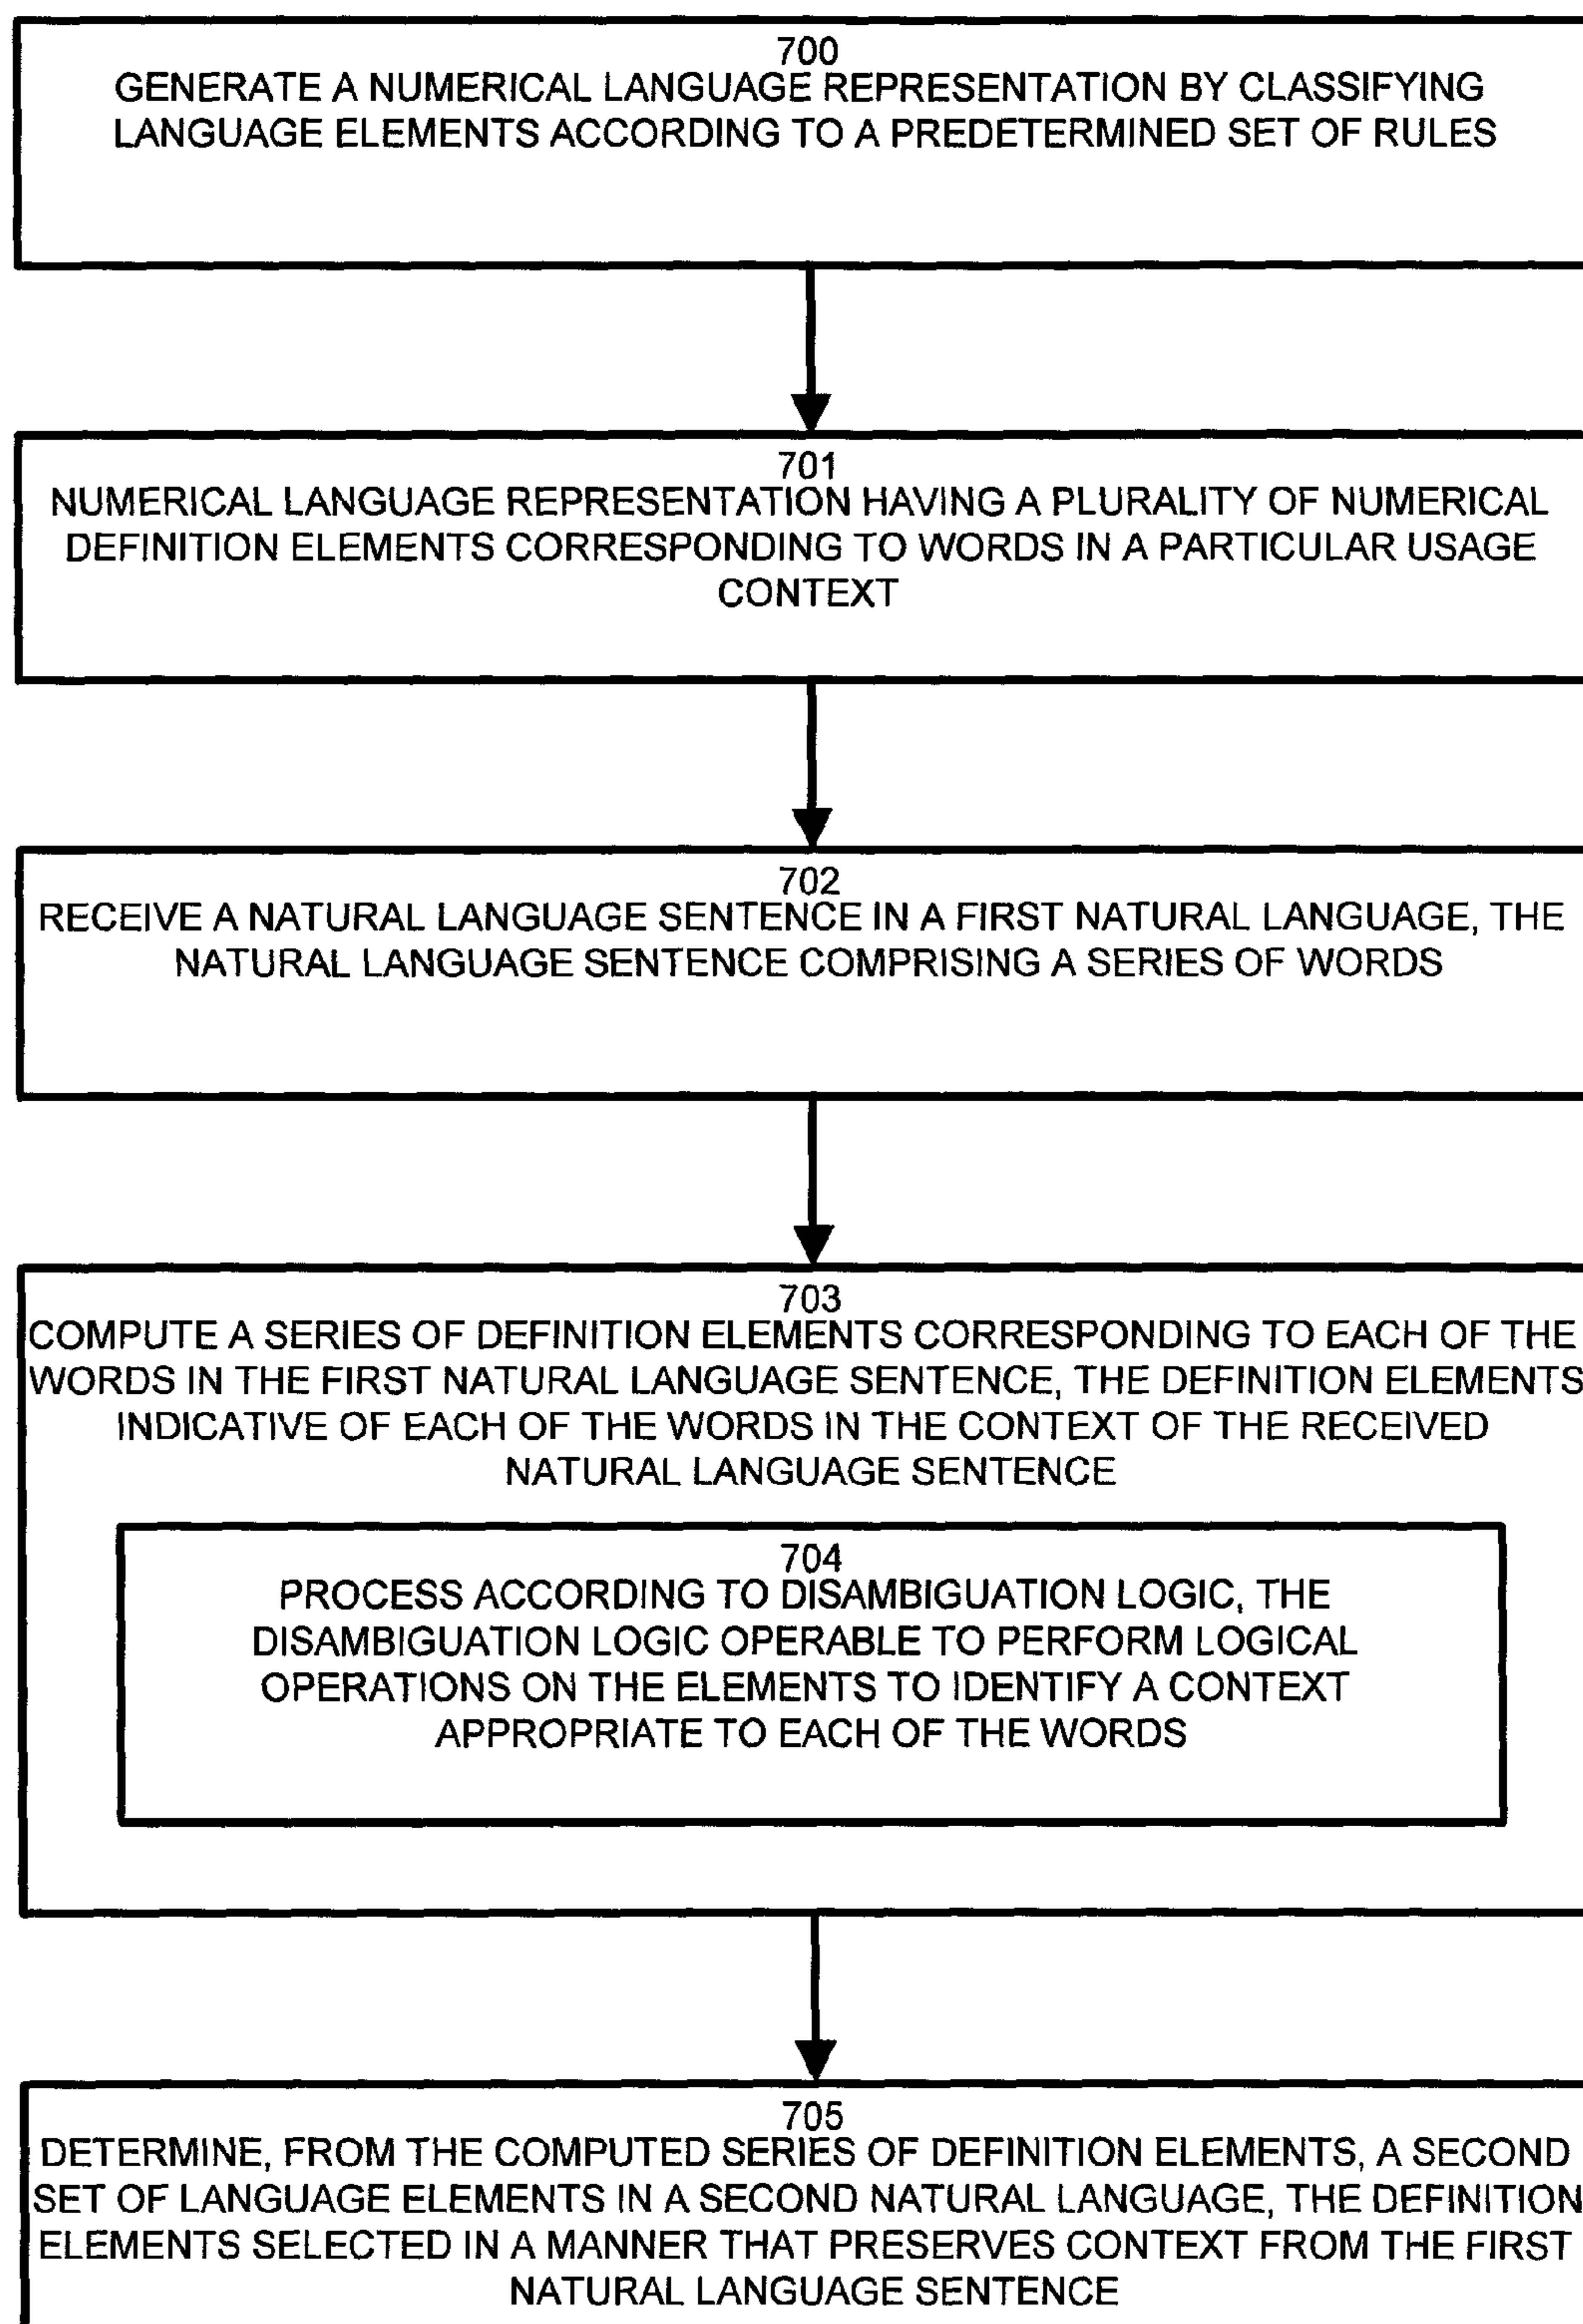 700
GENERATE A NUMERICAL LANGUAGE REPRESENTATION BY CLASSIFYING
LANGUAGE ELEMENTS ACCORDING TO A PREDETERMINED SET OF RULES
701
NUMERICAL LANGUAGE REPRESENTATION HAVING A PLURALITY OF NUMERICAL
DEFINITION ELEMENTS CORRESPONDING TO WORDS IN A PARTICULAR USAGE
CONTEXT
702
RECEIVE A NATURAL LANGUAGE SENTENCE IN A FIRST NATURAL LANGUAGE, THE
NATURAL LANGUAGE SENTENCE COMPRISING A SERIES OF WORDS
703
COMPUTE A SERIES OF DEFINITION ELEMENTS CORRESPONDING TO EACH OF THE
WORDS IN THE FIRST NATURAL LANGUAGE SENTENCE, THE DEFINITION ELEMENTS
INDICATIVE OF EACH OF THE WORDS IN THE CONTEXT OF THE RECEIVED
NATURAL LANGUAGE SENTENCE
704
PROCESS ACCORDING TO DISAMBIGUATION LOGIC, THE
DISAMBIGUATION LOGIC OPERABLE TO PERFORM LOGICAL
OPERATIONS ON THE ELEMENTS TO IDENTIFY A CONTEXT
APPROPRIATE TO EACH OF THE WORDS
705
DETERMINE, FROM THE COMPUTED SERIES OF DEFINITION ELEMENTS, A SECOND
SET OF LANGUAGE ELEMENTS IN A SECOND NATURAL LANGUAGE, THE DEFINITION
ELEMENTS SELECTED IN A MANNER THAT PRESERVES CONTEXT FROM THE FIRST
NATURAL LANGUAGE SENTENCE